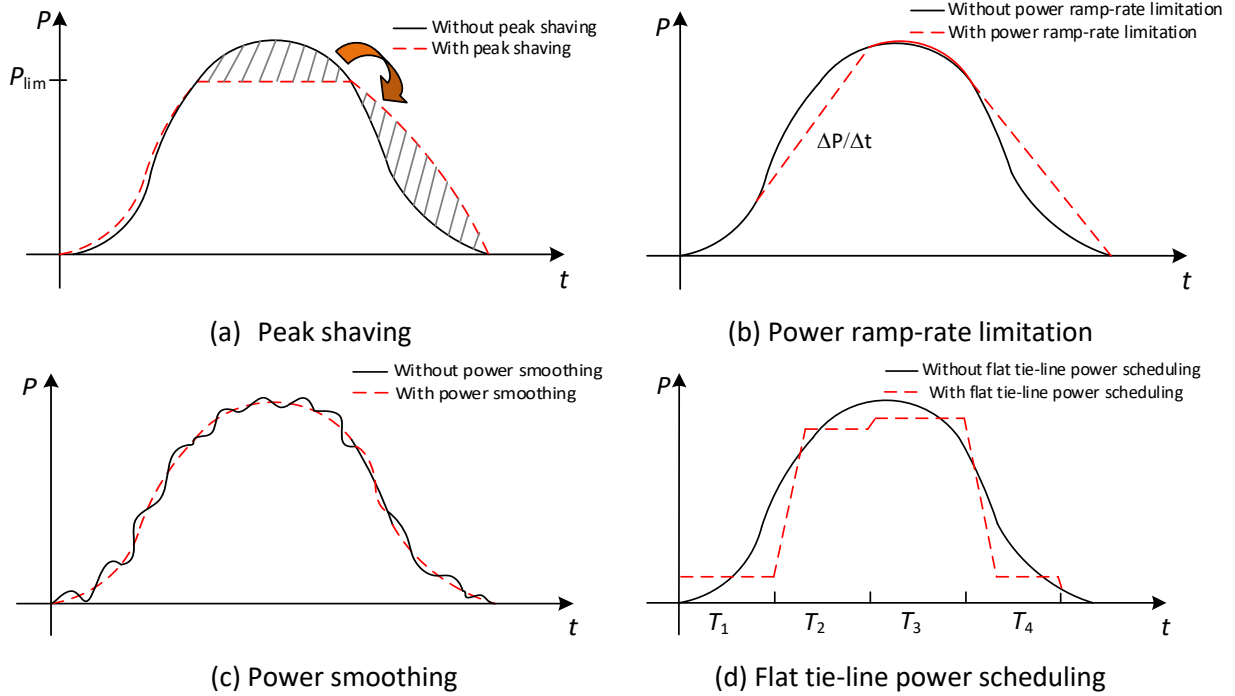 P
Without peak shaving
With peak shaving
Plim
t
(a) Peak shaving
P
Without power ramp-rate limitation
With power ramp-rate limitation
ΔP/Δt
t
(b) Power ramp-rate limitation
P
Without power smoothing
With power smoothing
t
(c) Power smoothing
P
Without flat tie-line power scheduling
With flat tie-line power scheduling
T1 T2 T3 T4
t
(d) Flat tie-line power scheduling